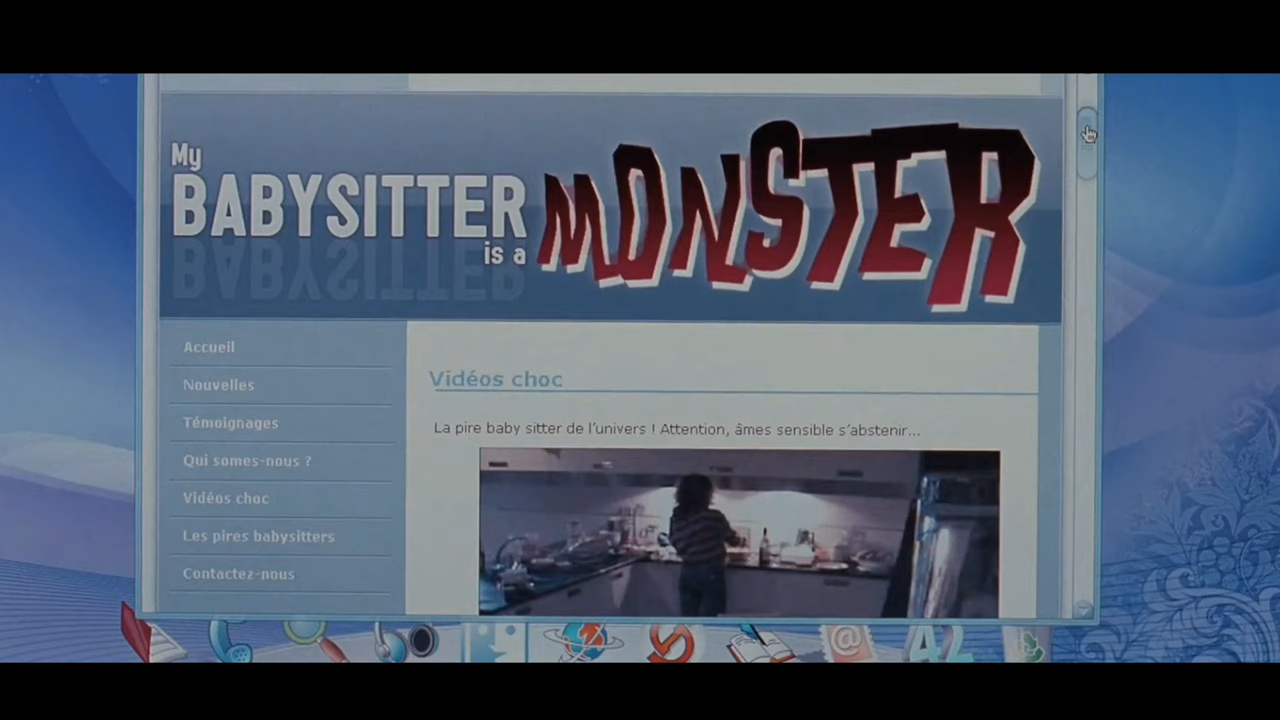 My
BABYSITTER
is a
MONSTER
Accueil
Nouvelles
Témoignages
Qui somes-nous ?
Vidéos choc
Les pires babysitters
Contactez-nous
Vidéos choc
La pire baby sitter de l'univers ! Attention, âmes sensible s'abstenir...
@
A2